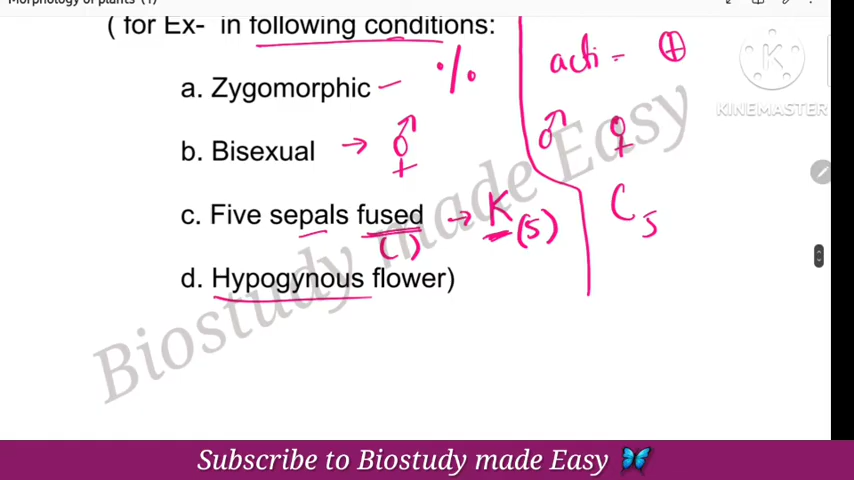 Morphology of plants (1)
( for Ex- in following conditions:
acti - ⊕
a. Zygomorphic - %
KINEMASTER
b. Bisexual → ⚥
♂ ♀
c. Five sepals fused → K(5)
( )
C5
d. Hypogynous flower)
Biostudy made Easy
Subscribe to Biostudy made Easy 🦋